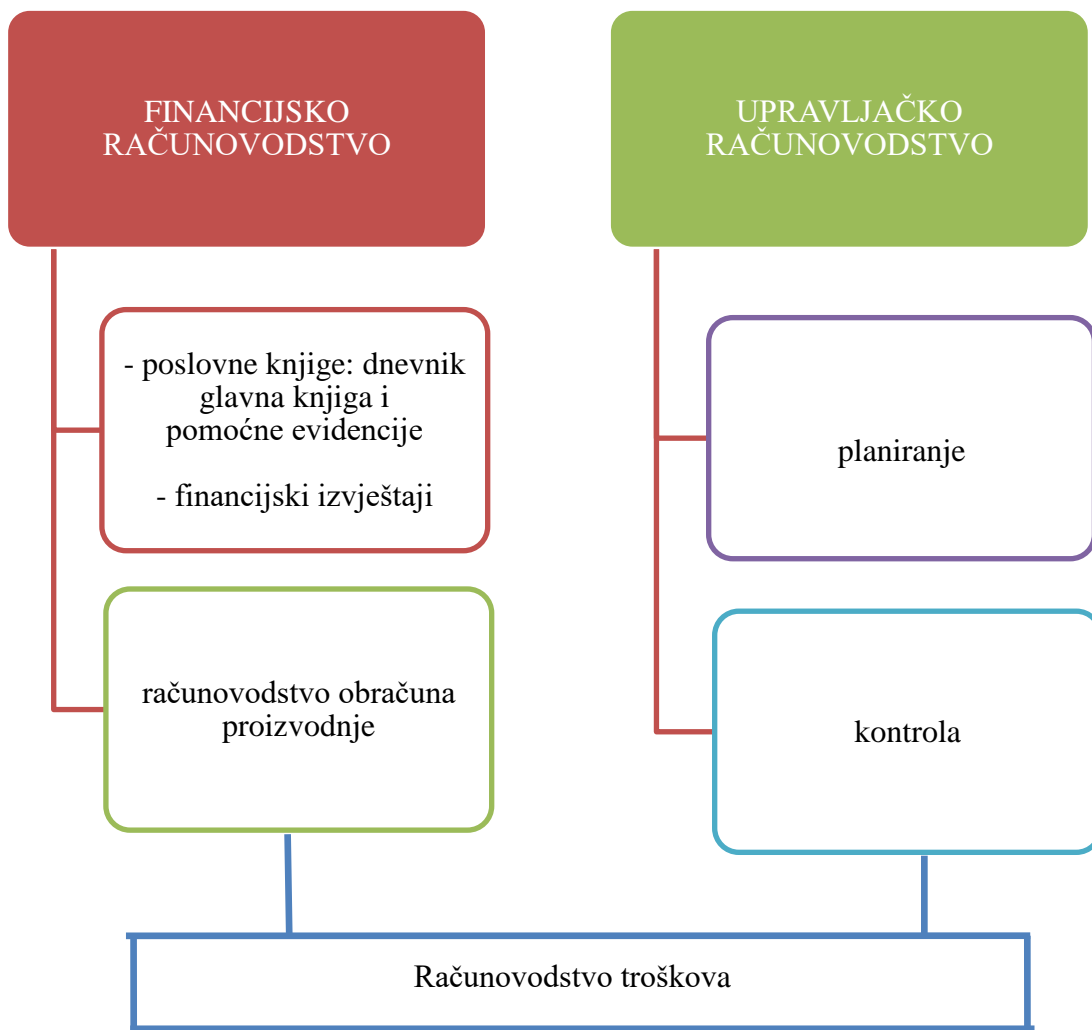 FINANCIJSKO
RAČUNOVODSTVO
- poslovne knjige: dnevnik
glavna knjiga i
pomoćne evidencije
- financijski izvještaji
računovodstvo obračuna
proizvodnje
UPRAVLJAČKO
RAČUNOVODSTVO
planiranje
kontrola
Računovodstvo troškova